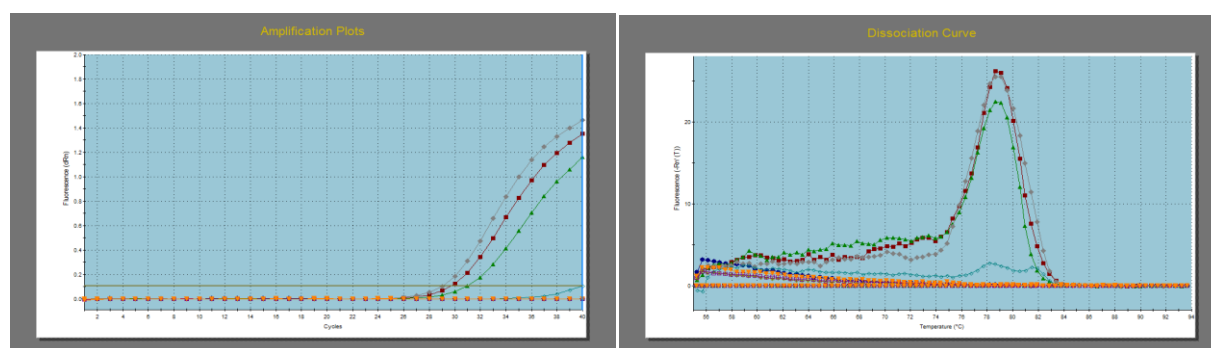 Amplification Plots
Fluorescence (dRn)
2.0
1.8
1.6
1.4
1.2
1.0
0.8
0.6
0.4
0.2
0.0
2 4 6 8 10 12 14 16 18 20 22 24 26 28 30 32 34 36 38 40
Cycles
Dissociation Curve
Fluorescence (-Rn'(T))
20
10
0
56 58 60 62 64 66 68 70 72 74 76 78 80 82 84 86 88 90 92 94
Temperature (°C)